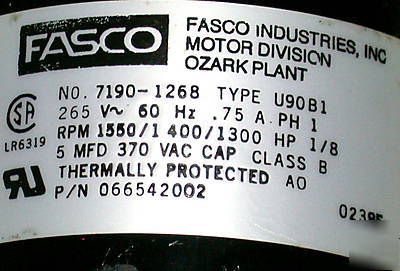 FASCO
FASCO INDUSTRIES, INC
MOTOR DIVISION
OZARK PLANT
NO. 7190-1268 TYPE U90B1
265 V~ 60 Hz .75 A PH 1
RPM 1550/1400/1300 HP 1/8
5 MFD 370 VAC CAP CLASS B
THERMALLY PROTECTED AO
P/N 066542002
SA
LR6319